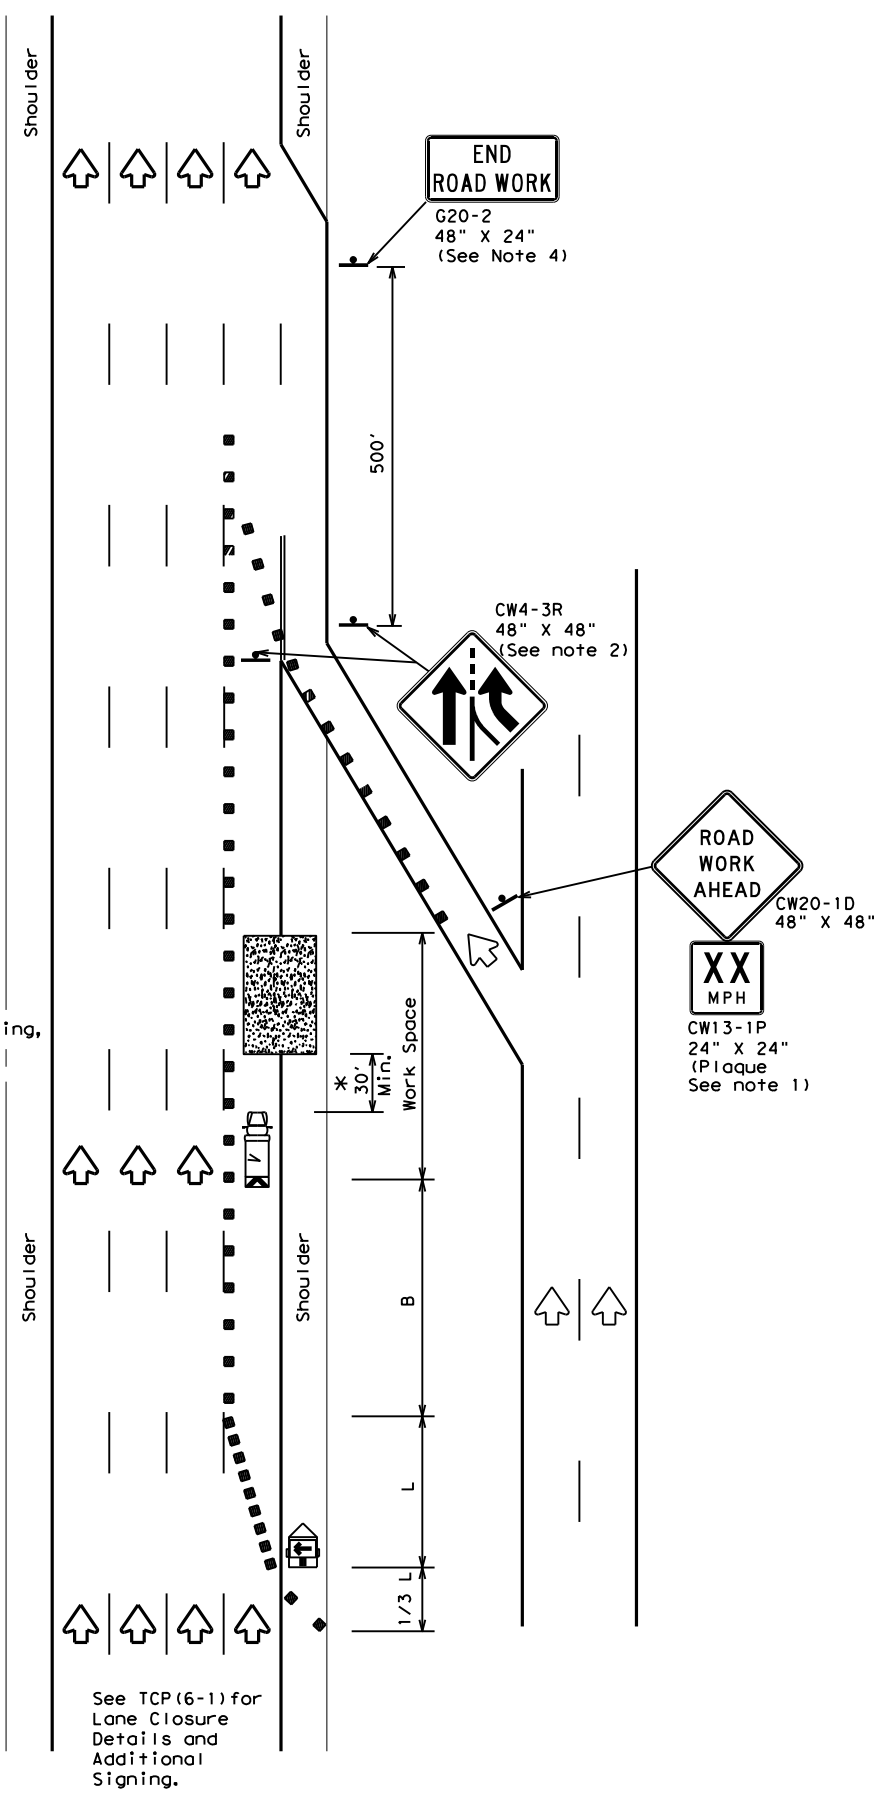 Shoulder
Shoulder
END
ROAD WORK
G20-2
48" X 24"
(See Note 4)
500'
CW4-3R
48" X 48"
(See note 2)
ROAD
WORK
AHEAD
CW20-1D
48" X 48"
XX
MPH
CW13-1P
24" X 24"
(Plaque
See note 1)
ing,
Work Space
*
30'
Min.
Shoulder
Shoulder
B
L
1/3 L
See TCP(6-1)for
Lane Closure
Details and
Additional
Signing.